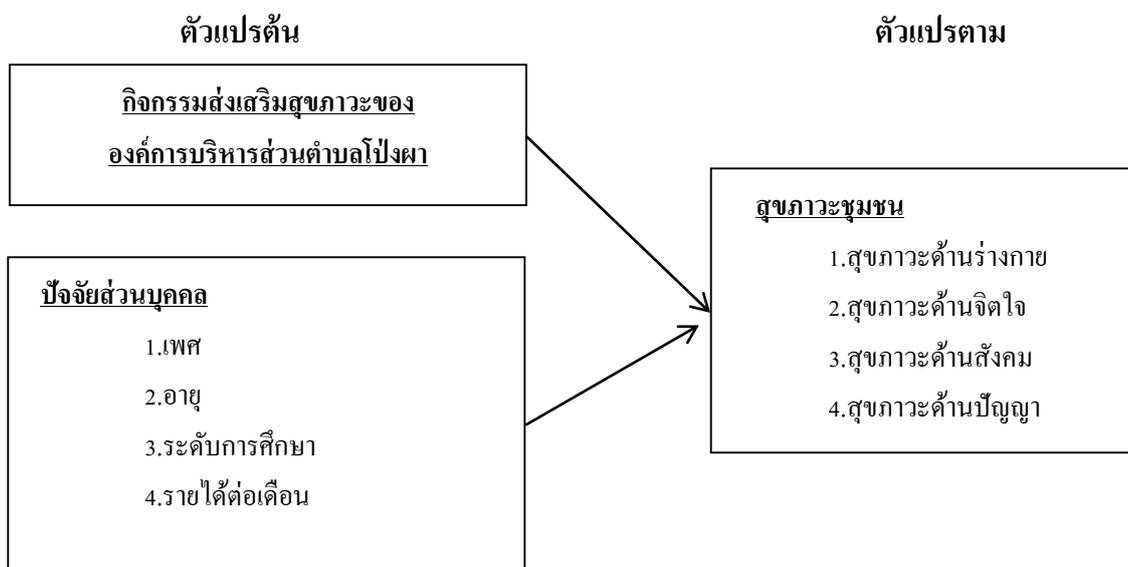 ตัวแปรต้น
ตัวแปรตาม
กิจกรรมส่งเสริมสุขภาวะของ
องค์การบริหารส่วนตำบลโป่งผา
ปัจจัยส่วนบุคคล
1.เพศ
2.อายุ
3.ระดับการศึกษา
4.รายได้ต่อเดือน
สุขภาวะชุมชน
1.สุขภาวะด้านร่างกาย
2.สุขภาวะด้านจิตใจ
3.สุขภาวะด้านสังคม
4.สุขภาวะด้านปัญญา